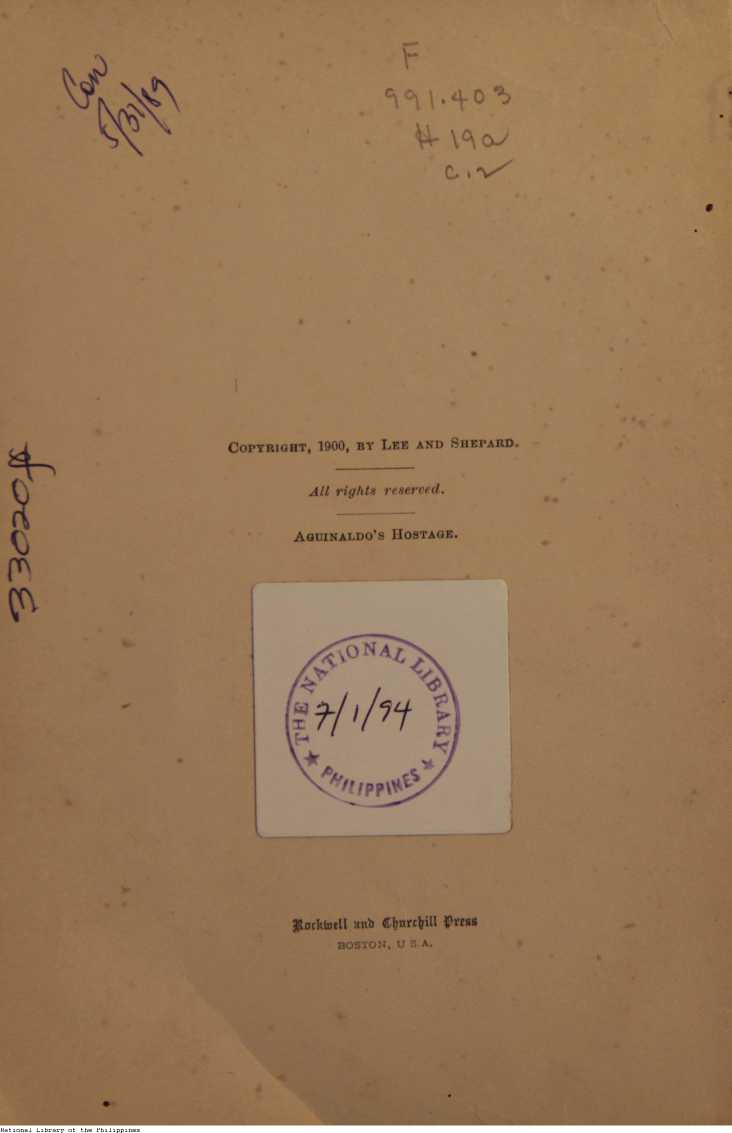 Con
5/31/89
F
991.403
H 19a
c.2
33020
COPYRIGHT, 1900, BY LEE AND SHEPARD.
All rights reserved.
AGUINALDO'S HOSTAGE.
THE NATIONAL LIBRARY
7/1/94
★ PHILIPPINES ★
Rockwell and Churchill Press
BOSTON, U S.A.
National Library of the Philippines